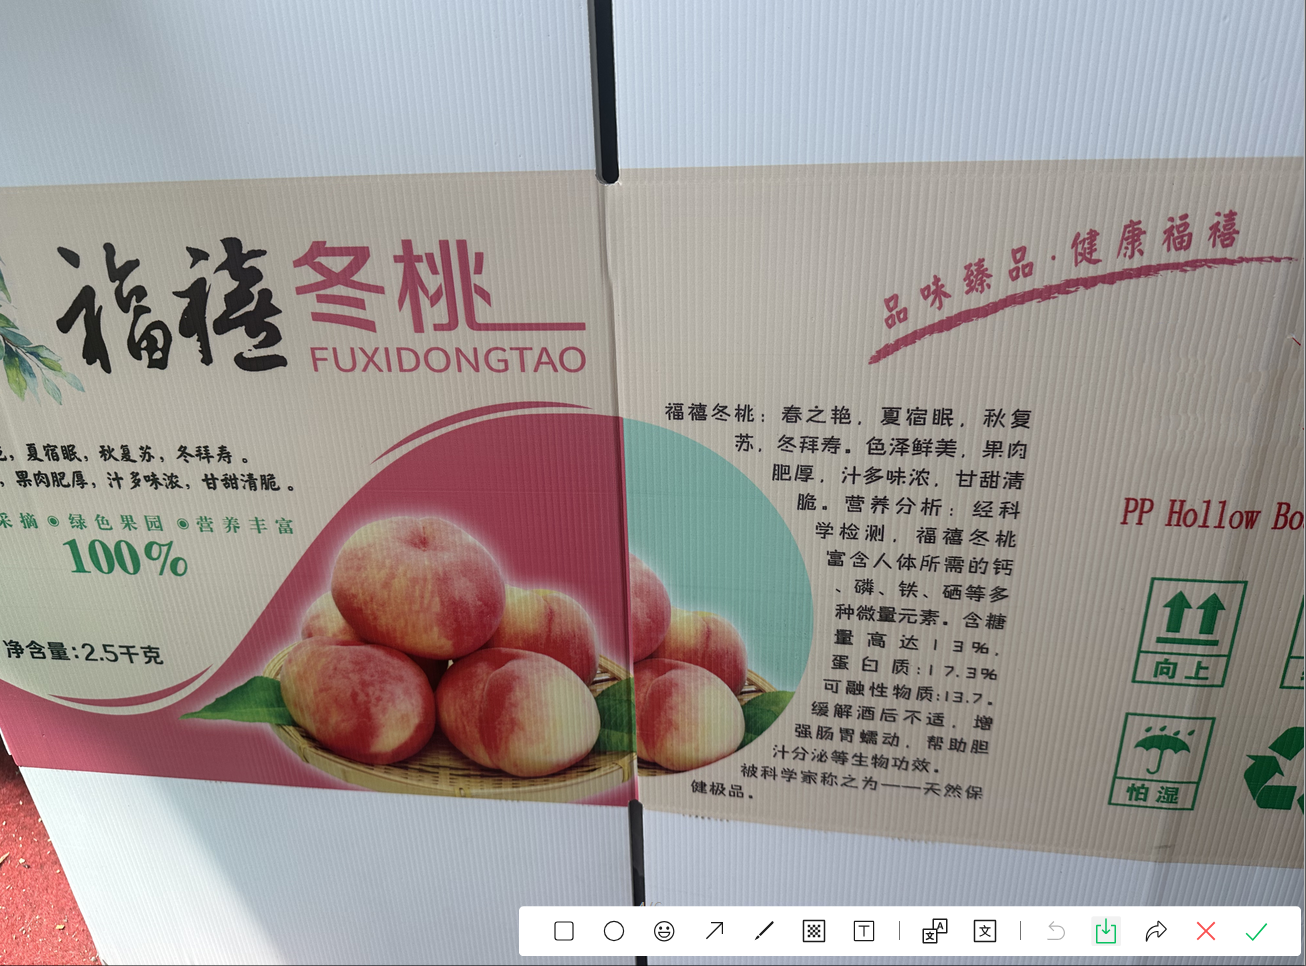 福禧 冬桃
FUXIDONGTAO
，夏宿眠，秋复苏，冬拜寿。
，果肉肥厚，汁多味浓，甘甜清脆。
采摘◉绿色果园◉营养丰富
100%
净含量:2.5千克
品味臻品·健康福禧
福禧冬桃：春之艳，夏宿眠，秋复
苏，冬拜寿。色泽鲜美，果肉
肥厚，汁多味浓，甘甜清
脆。营养分析：经科
学检测，福禧冬桃
富含人体所需的钙
、磷、铁、硒等多
种微量元素。含糖
量高达13%，
蛋白质:17.3%
可融性物质:13.7。
缓解酒后不适，增
强肠胃蠕动，帮助胆
汁分泌等生物功效。
被科学家称之为——天然保
健极品。
PP Hollow Bo
向上
怕湿